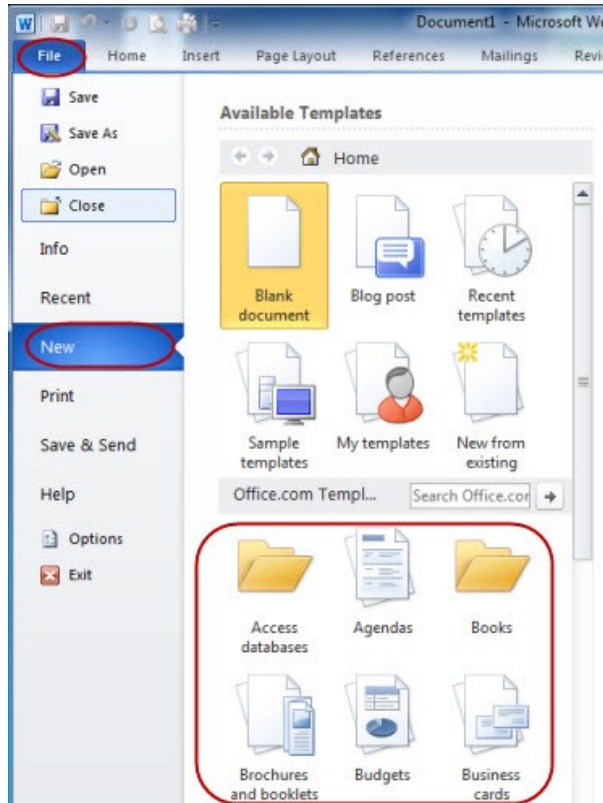 W
Document1 - Microsoft Wo
File Home Insert Page Layout References Mailings Revi
Save
Save As
Open
Close
Info
Recent
New
Print
Save & Send
Help
Options
Exit
Available Templates
Home
Blank
document
Blog post
Recent
templates
Sample
templates
My templates
New from
existing
Office.com Templ...
Search Office.cor
Access
databases
Agendas
Books
Brochures
and booklets
Budgets
Business
cards